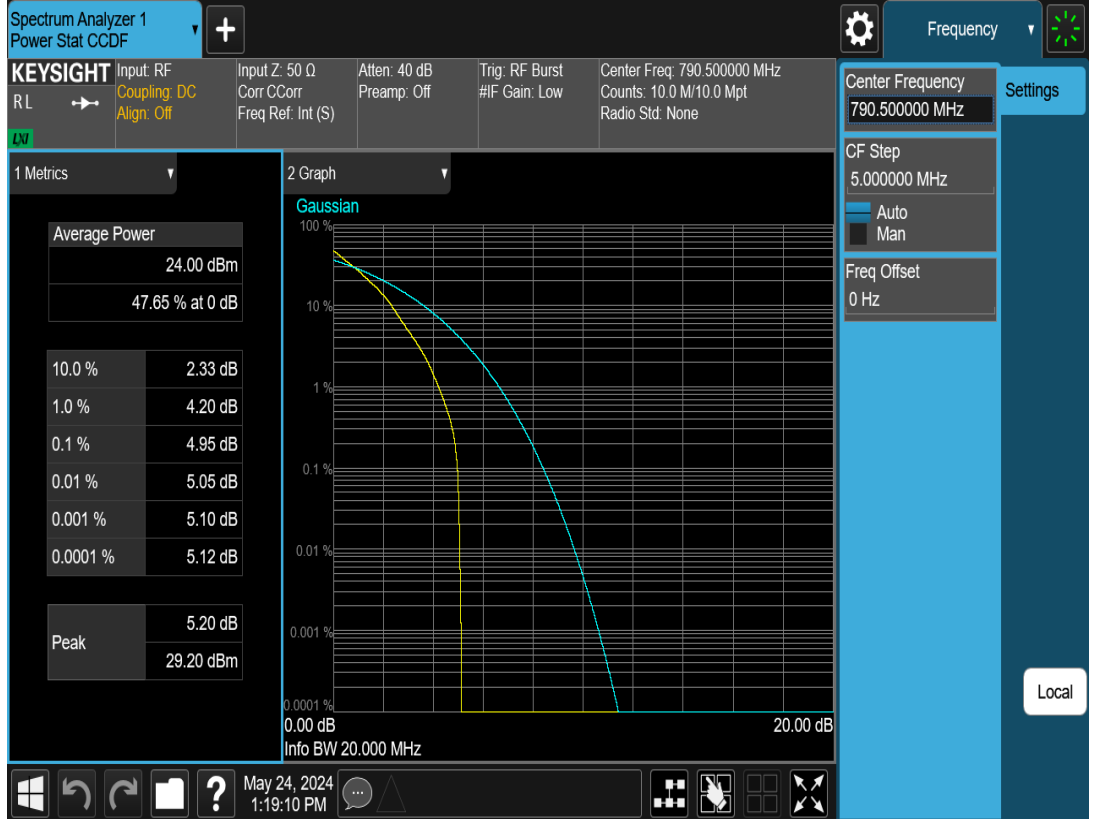 Spectrum Analyzer 1
Power Stat CCDF
+
Frequency
KEYSIGHT
RL
LXI
Input: RF
Coupling: DC
Align: Off
Input Z: 50 Ω
Corr CCorr
Freq Ref: Int (S)
Atten: 40 dB
Preamp: Off
Trig: RF Burst
#IF Gain: Low
Center Freq: 790.500000 MHz
Counts: 10.0 M/10.0 Mpt
Radio Std: None
Center Frequency
790.500000 MHz
Settings
CF Step
5.000000 MHz
Auto
Man
Freq Offset
0 Hz
Local
1 Metrics
Average Power
24.00 dBm
47.65 % at 0 dB
10.0 % 2.33 dB
1.0 % 4.20 dB
0.1 % 4.95 dB
0.01 % 5.05 dB
0.001 % 5.10 dB
0.0001 % 5.12 dB
Peak
5.20 dB
29.20 dBm
2 Graph
Gaussian
100 %
10 %
1 %
0.1 %
0.01 %
0.001 %
0.0001 %
0.00 dB 20.00 dB
Info BW 20.000 MHz
?
May 24, 2024
1:19:10 PM